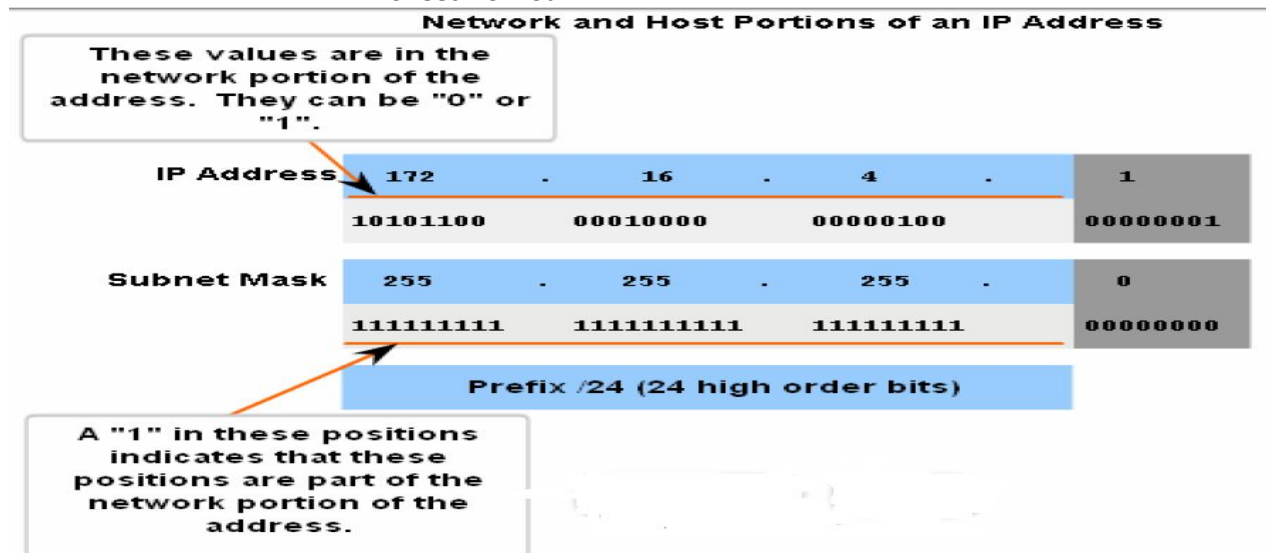 Network and Host Portions of an IP Address
These values are in the
network portion of the
address. They can be "0" or
"1".
IP Address 172 . 16 . 4 . 1
10101100 00010000 00000100 00000001
Subnet Mask 255 . 255 . 255 . 0
111111111 1111111111 111111111 00000000
Prefix /24 (24 high order bits)
A "1" in these positions
indicates that these
positions are part of the
network portion of the
address.